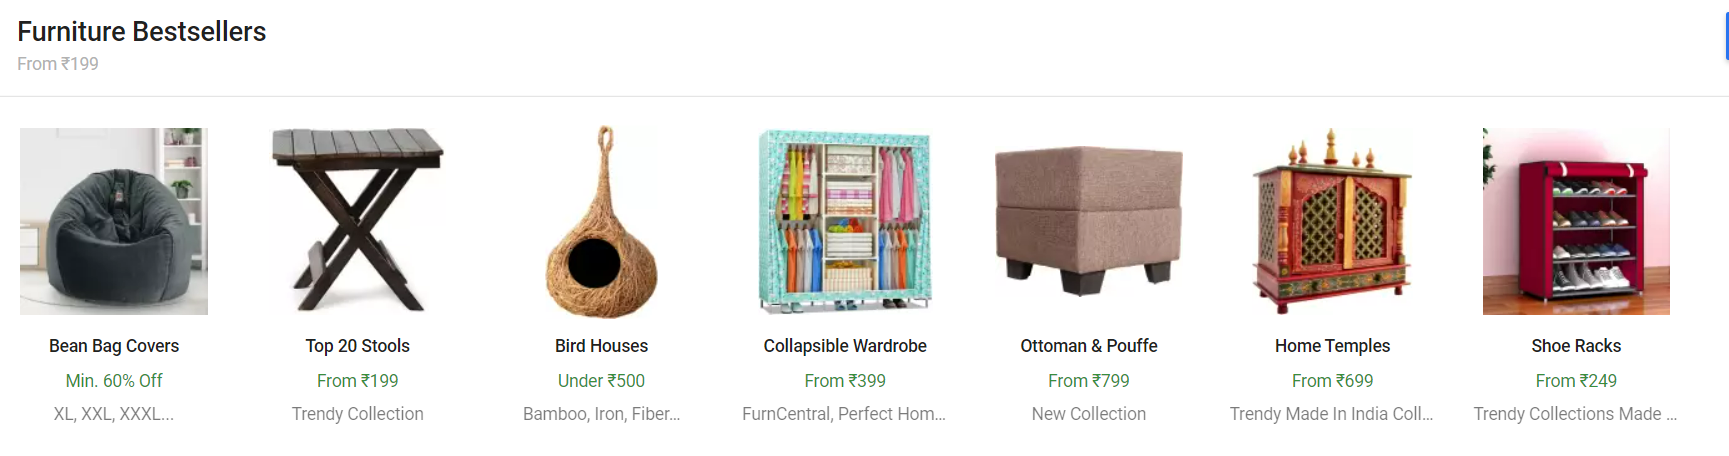 Furniture Bestsellers
From ₹199
Bean Bag Covers
Min. 60% Off
XL, XXL, XXXL...
Top 20 Stools
From ₹199
Trendy Collection
Bird Houses
Under ₹500
Bamboo, Iron, Fiber...
Collapsible Wardrobe
From ₹399
FurnCentral, Perfect Hom...
Ottoman & Pouffe
From ₹799
New Collection
Home Temples
From ₹699
Trendy Made In India Coll...
Shoe Racks
From ₹249
Trendy Collections Made ...